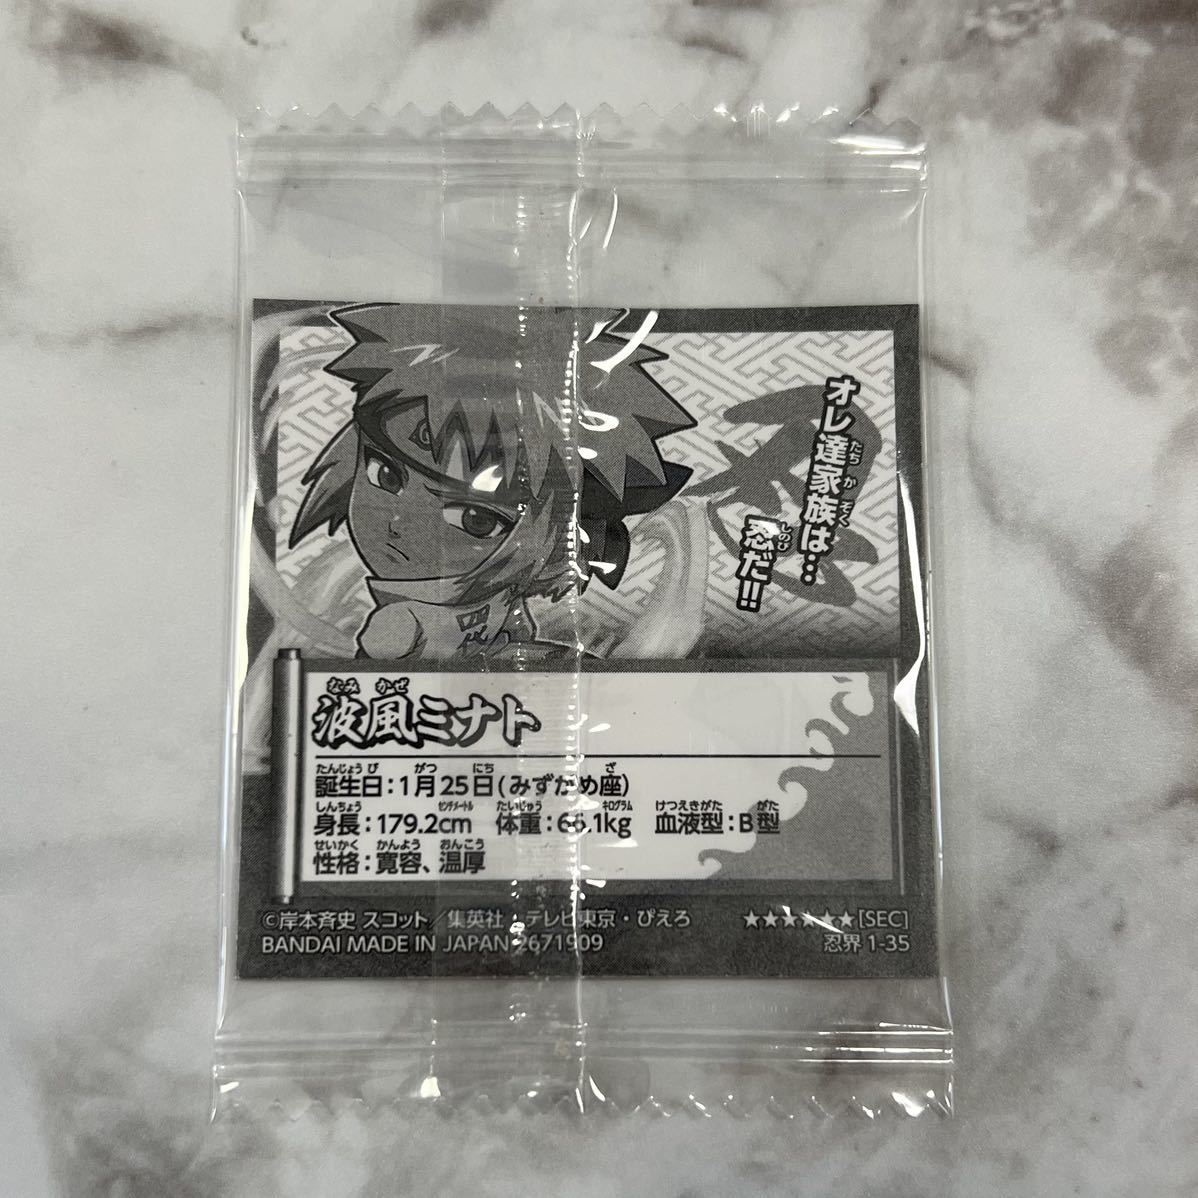 オレ達家族は…
忍だ!!
波風ミナト
誕生日：1月25日(みずがめ座)
身長：179.2cm 体重：66.1kg 血液型：B型
性格：寛容、温厚
©岸本斉史 スコット／集英社・テレビ東京・ぴえろ
★★★★★★[SEC]
BANDAI MADE IN JAPAN 2671909
忍界 1-35